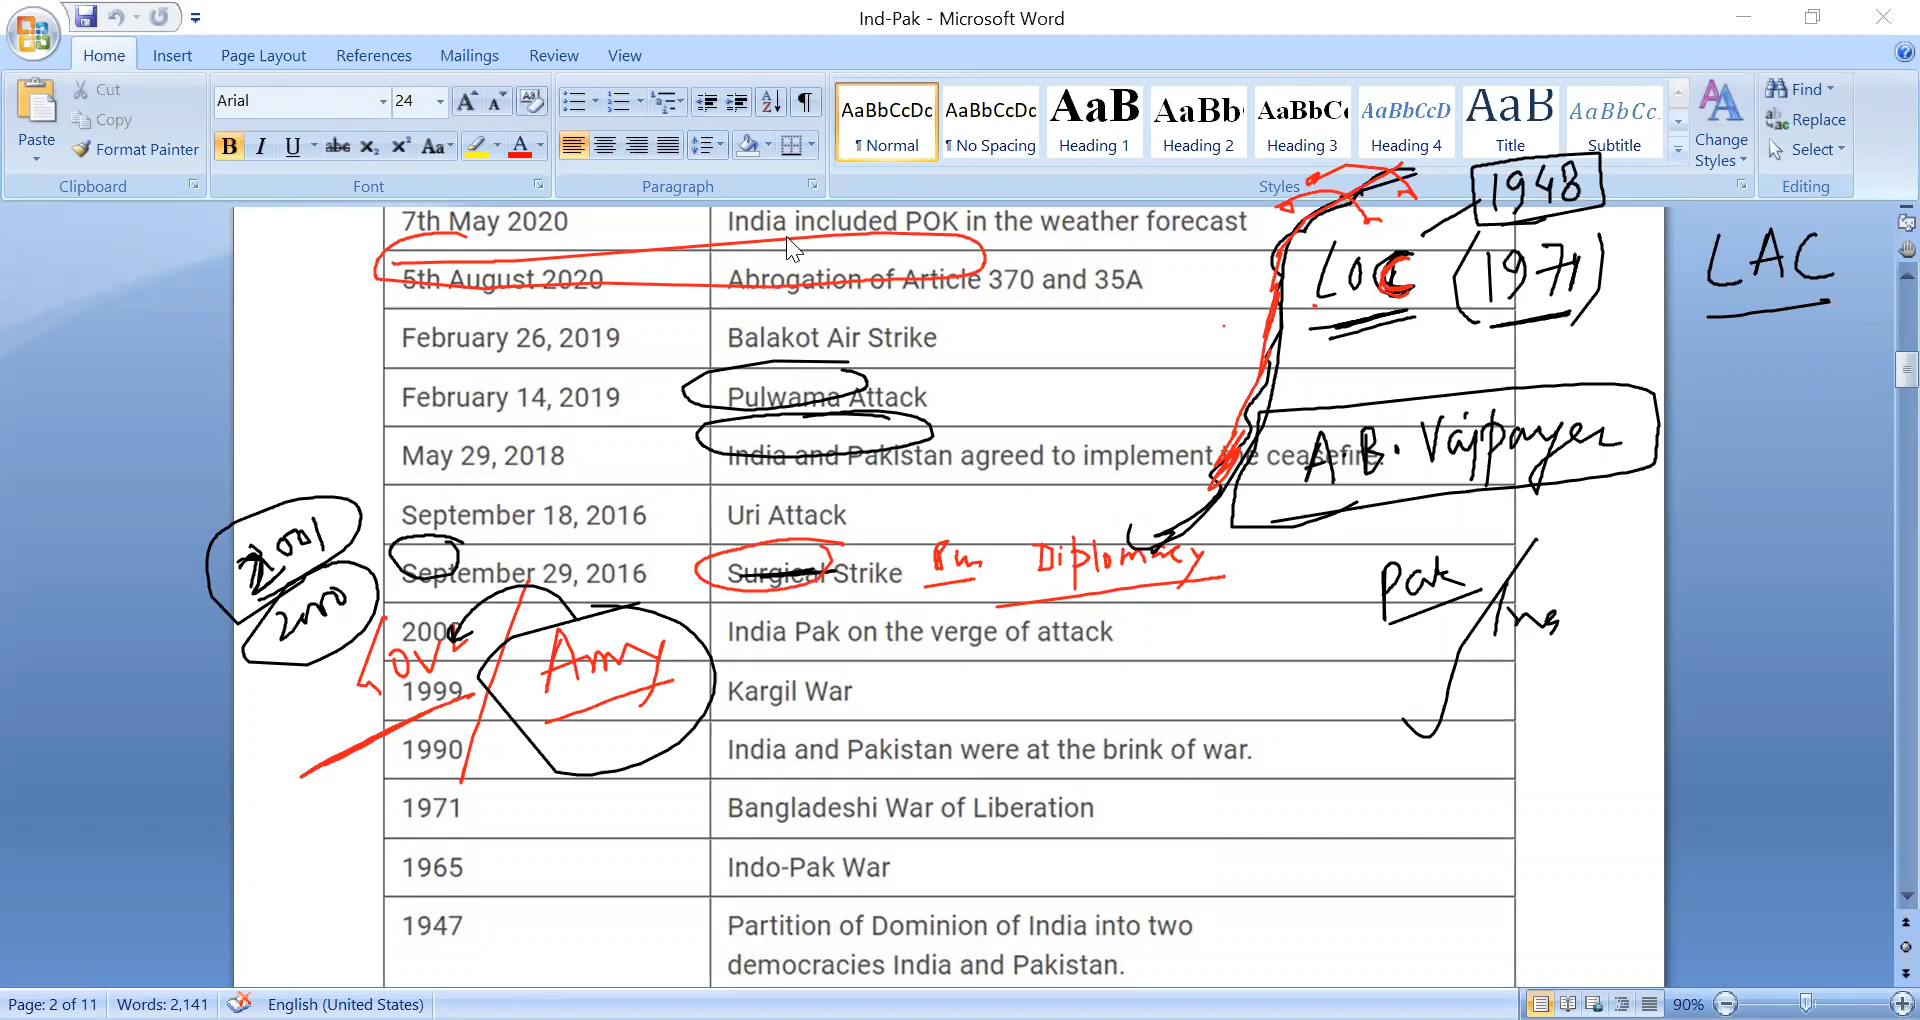 Ind-Pak - Microsoft Word
Home Insert Page Layout References Mailings Review View
Paste
Cut
Copy
Format Painter
Clipboard
Arial 24
B I U abc x₂ x² Aa A
Font
Paragraph
AaBbCcDc AaBbCcDc AaB AaBb( AaBbC( AaBbCcD AaB AaBbCc.
¶ Normal ¶ No Spacing Heading 1 Heading 2 Heading 3 Heading 4 Title Subtitle
Change Styles
Styles
Find
Replace
Select
Editing
1948
7th May 2020 India included POK in the weather forecast
LOC (1971) LAC
5th August 2020 Abrogation of Article 370 and 35A
February 26, 2019 Balakot Air Strike
February 14, 2019 Pulwama Attack
May 29, 2018 India and Pakistan agreed to implement the ceasefire.
A.B. Vajpayee
September 18, 2016 Uri Attack
2001
September 29, 2016 Surgical Strike
Bus Diplomacy
Pak
2000
India Pak on the verge of attack
Gov
Army
1999 Kargil War
1990 India and Pakistan were at the brink of war.
1971 Bangladeshi War of Liberation
1965 Indo-Pak War
1947 Partition of Dominion of India into two
democracies India and Pakistan.
Page: 2 of 11 Words: 2,141 English (United States) 90%